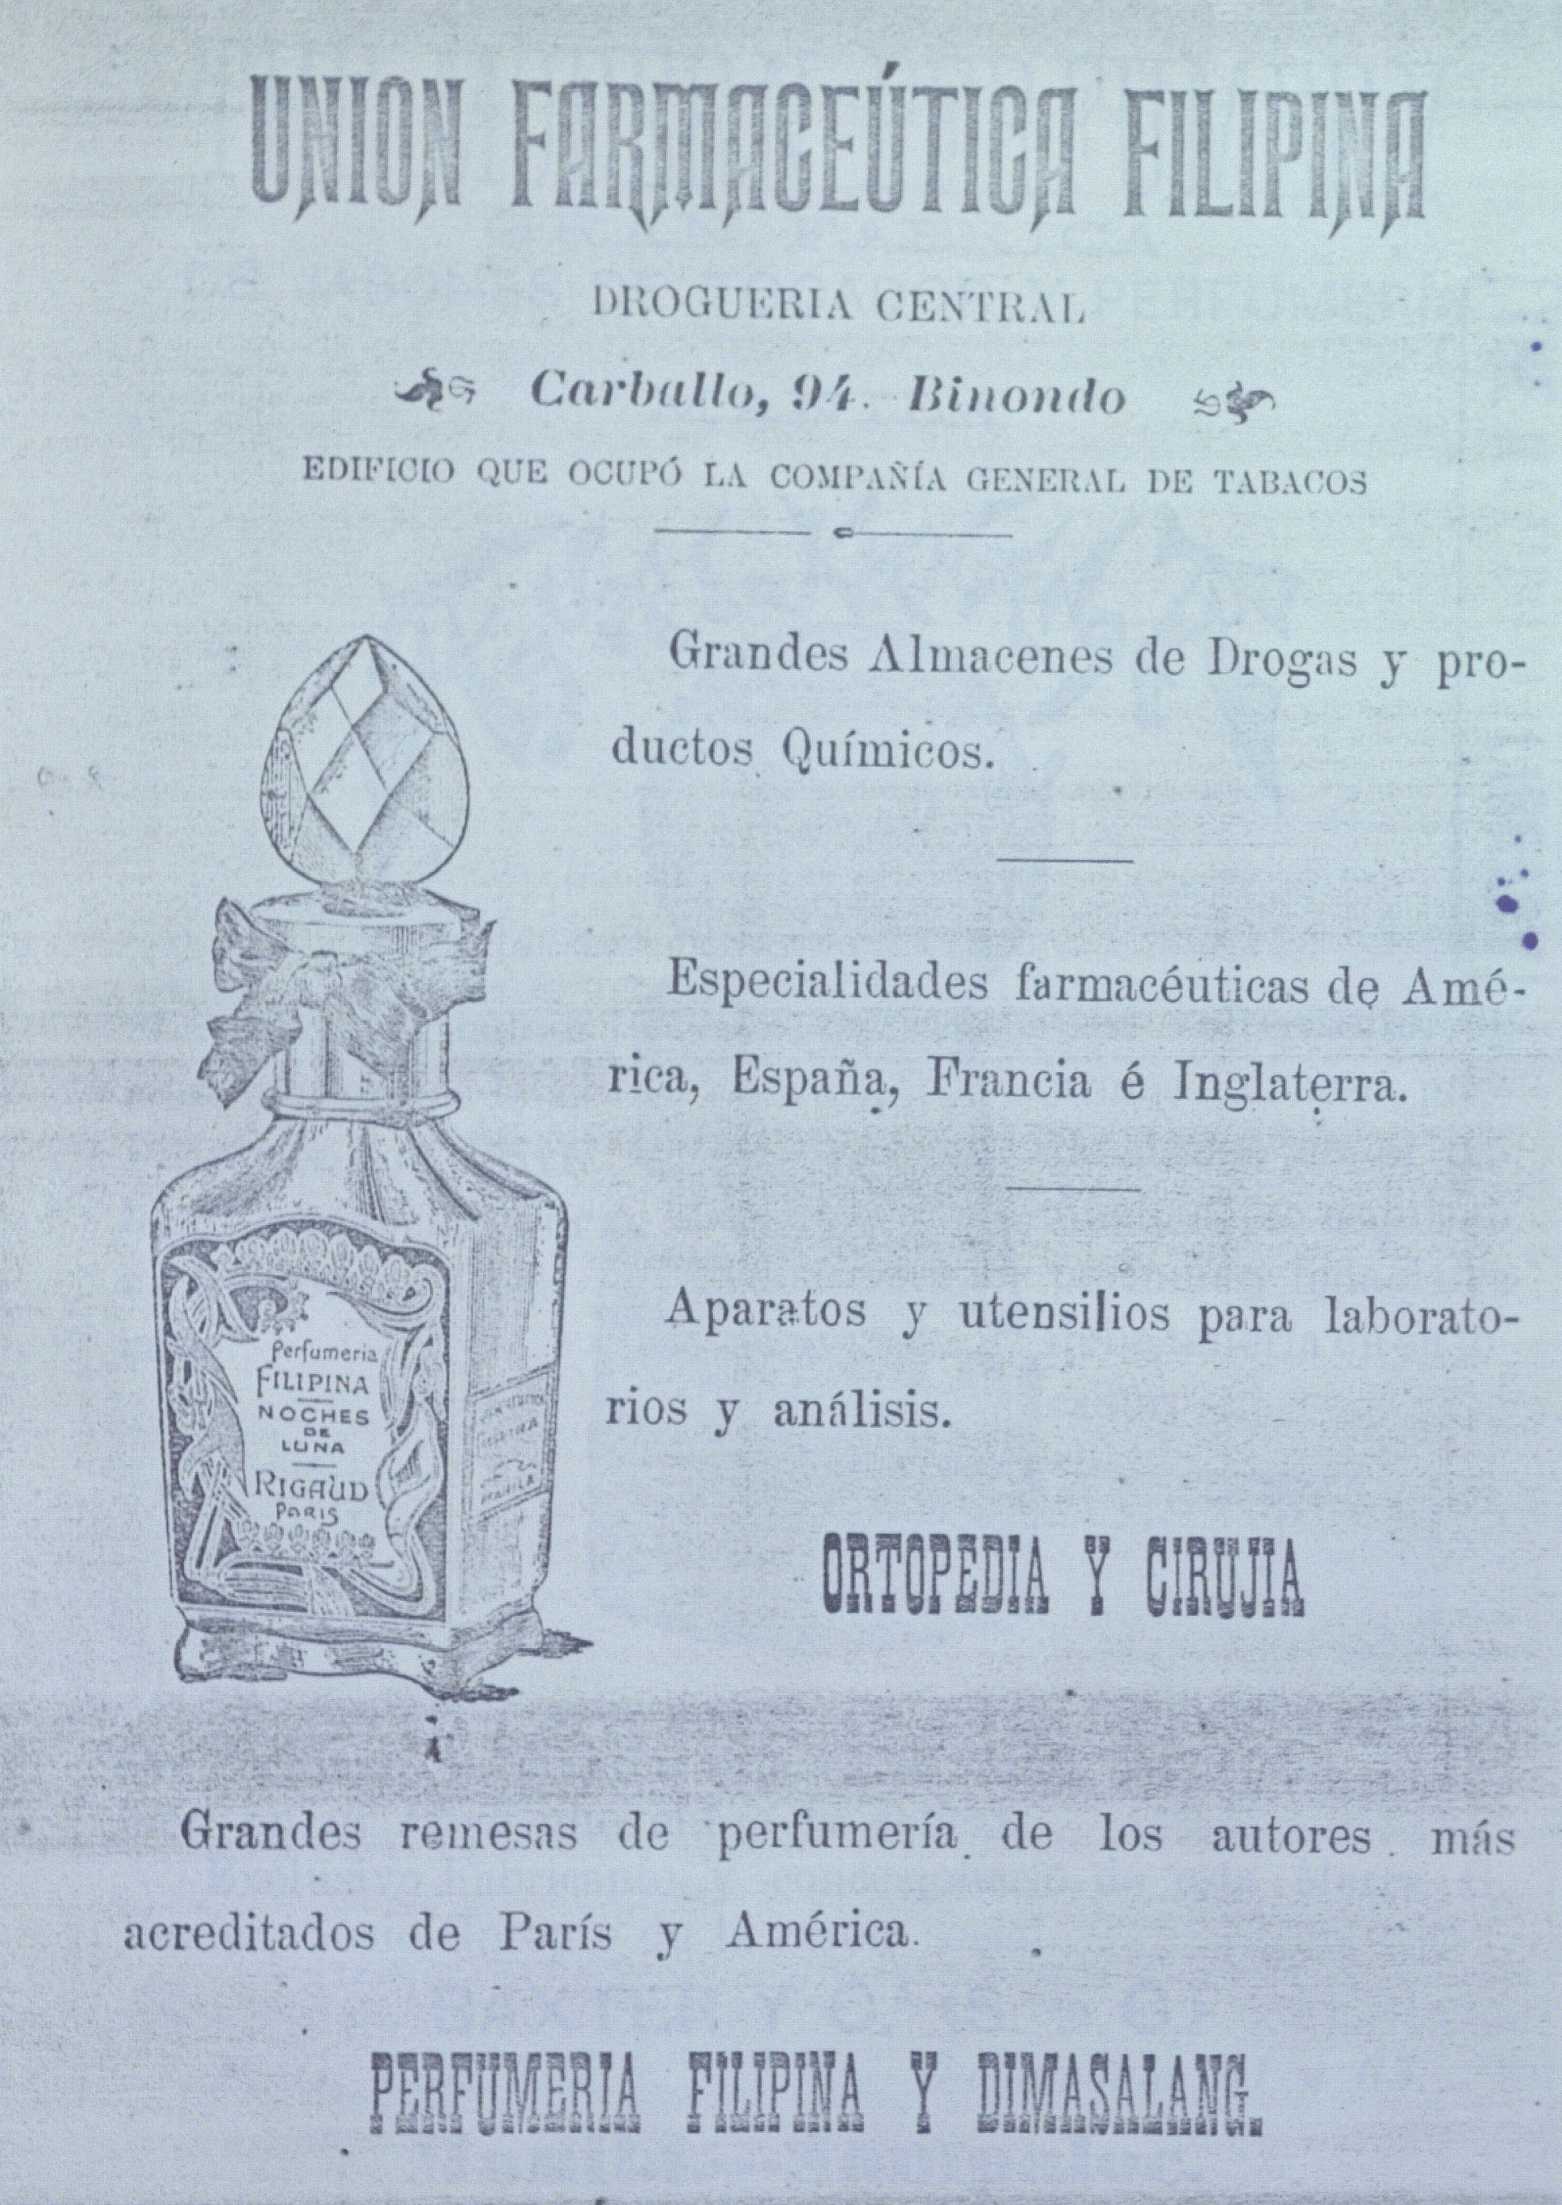 UNION FARMACEÚTICA FILIPINA
DROGUERIA CENTRAL
Carballo, 94. Binondo
EDIFICIO QUE OCUPÓ LA COMPAÑÍA GENERAL DE TABACOS
Grandes Almacenes de Drogas y pro-
ductos Químicos.
Especialidades farmacéuticas de Amé-
rica, España, Francia é Inglaterra.
Aparatos y utensilios para laborato-
rios y análisis.
Perfumeria
FILIPINA
NOCHES
DE
LUNA
RIGAUD
PARIS
MANILA
ORTOPEDIA Y CIRUJIA
Grandes remesas de perfumería de los autores más
acreditados de París y América.
PERFUMERIA FILIPINA Y DIMASALANG.